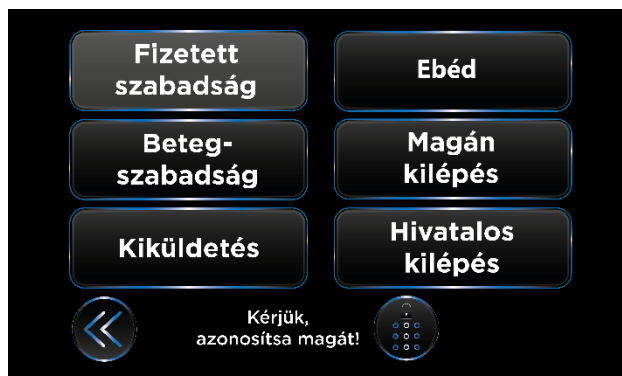 Fizetett
szabadság
Ebéd
Beteg-
szabadság
Magán
kilépés
Kiküldetés
Hivatalos
kilépés
Kérjük,
azonosítsa magát!